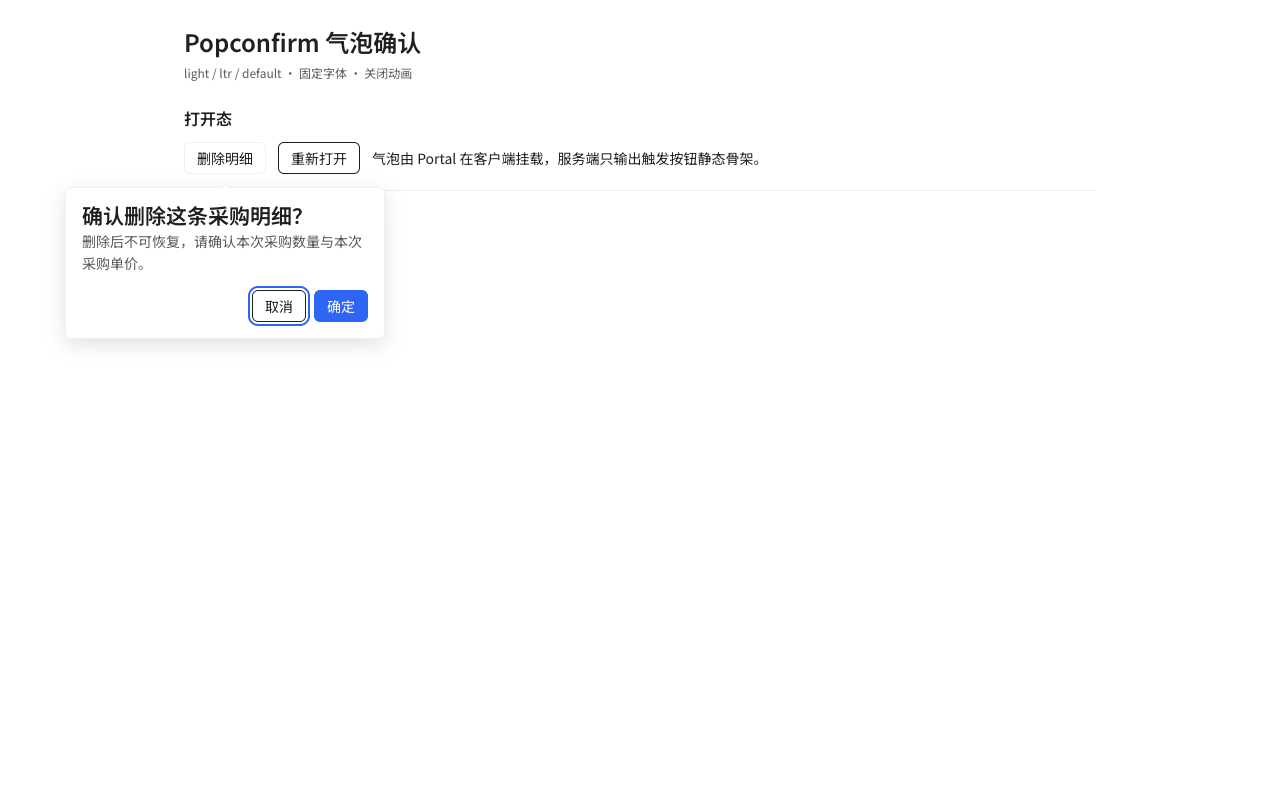 Popconfirm 气泡确认
light / ltr / default · 固定字体 · 关闭动画
打开态
删除明细
重新打开
气泡由 Portal 在客户端挂载，服务端只输出触发按钮静态骨架。
确认删除这条采购明细？
删除后不可恢复，请确认本次采购数量与本次
采购单价。
取消
确定